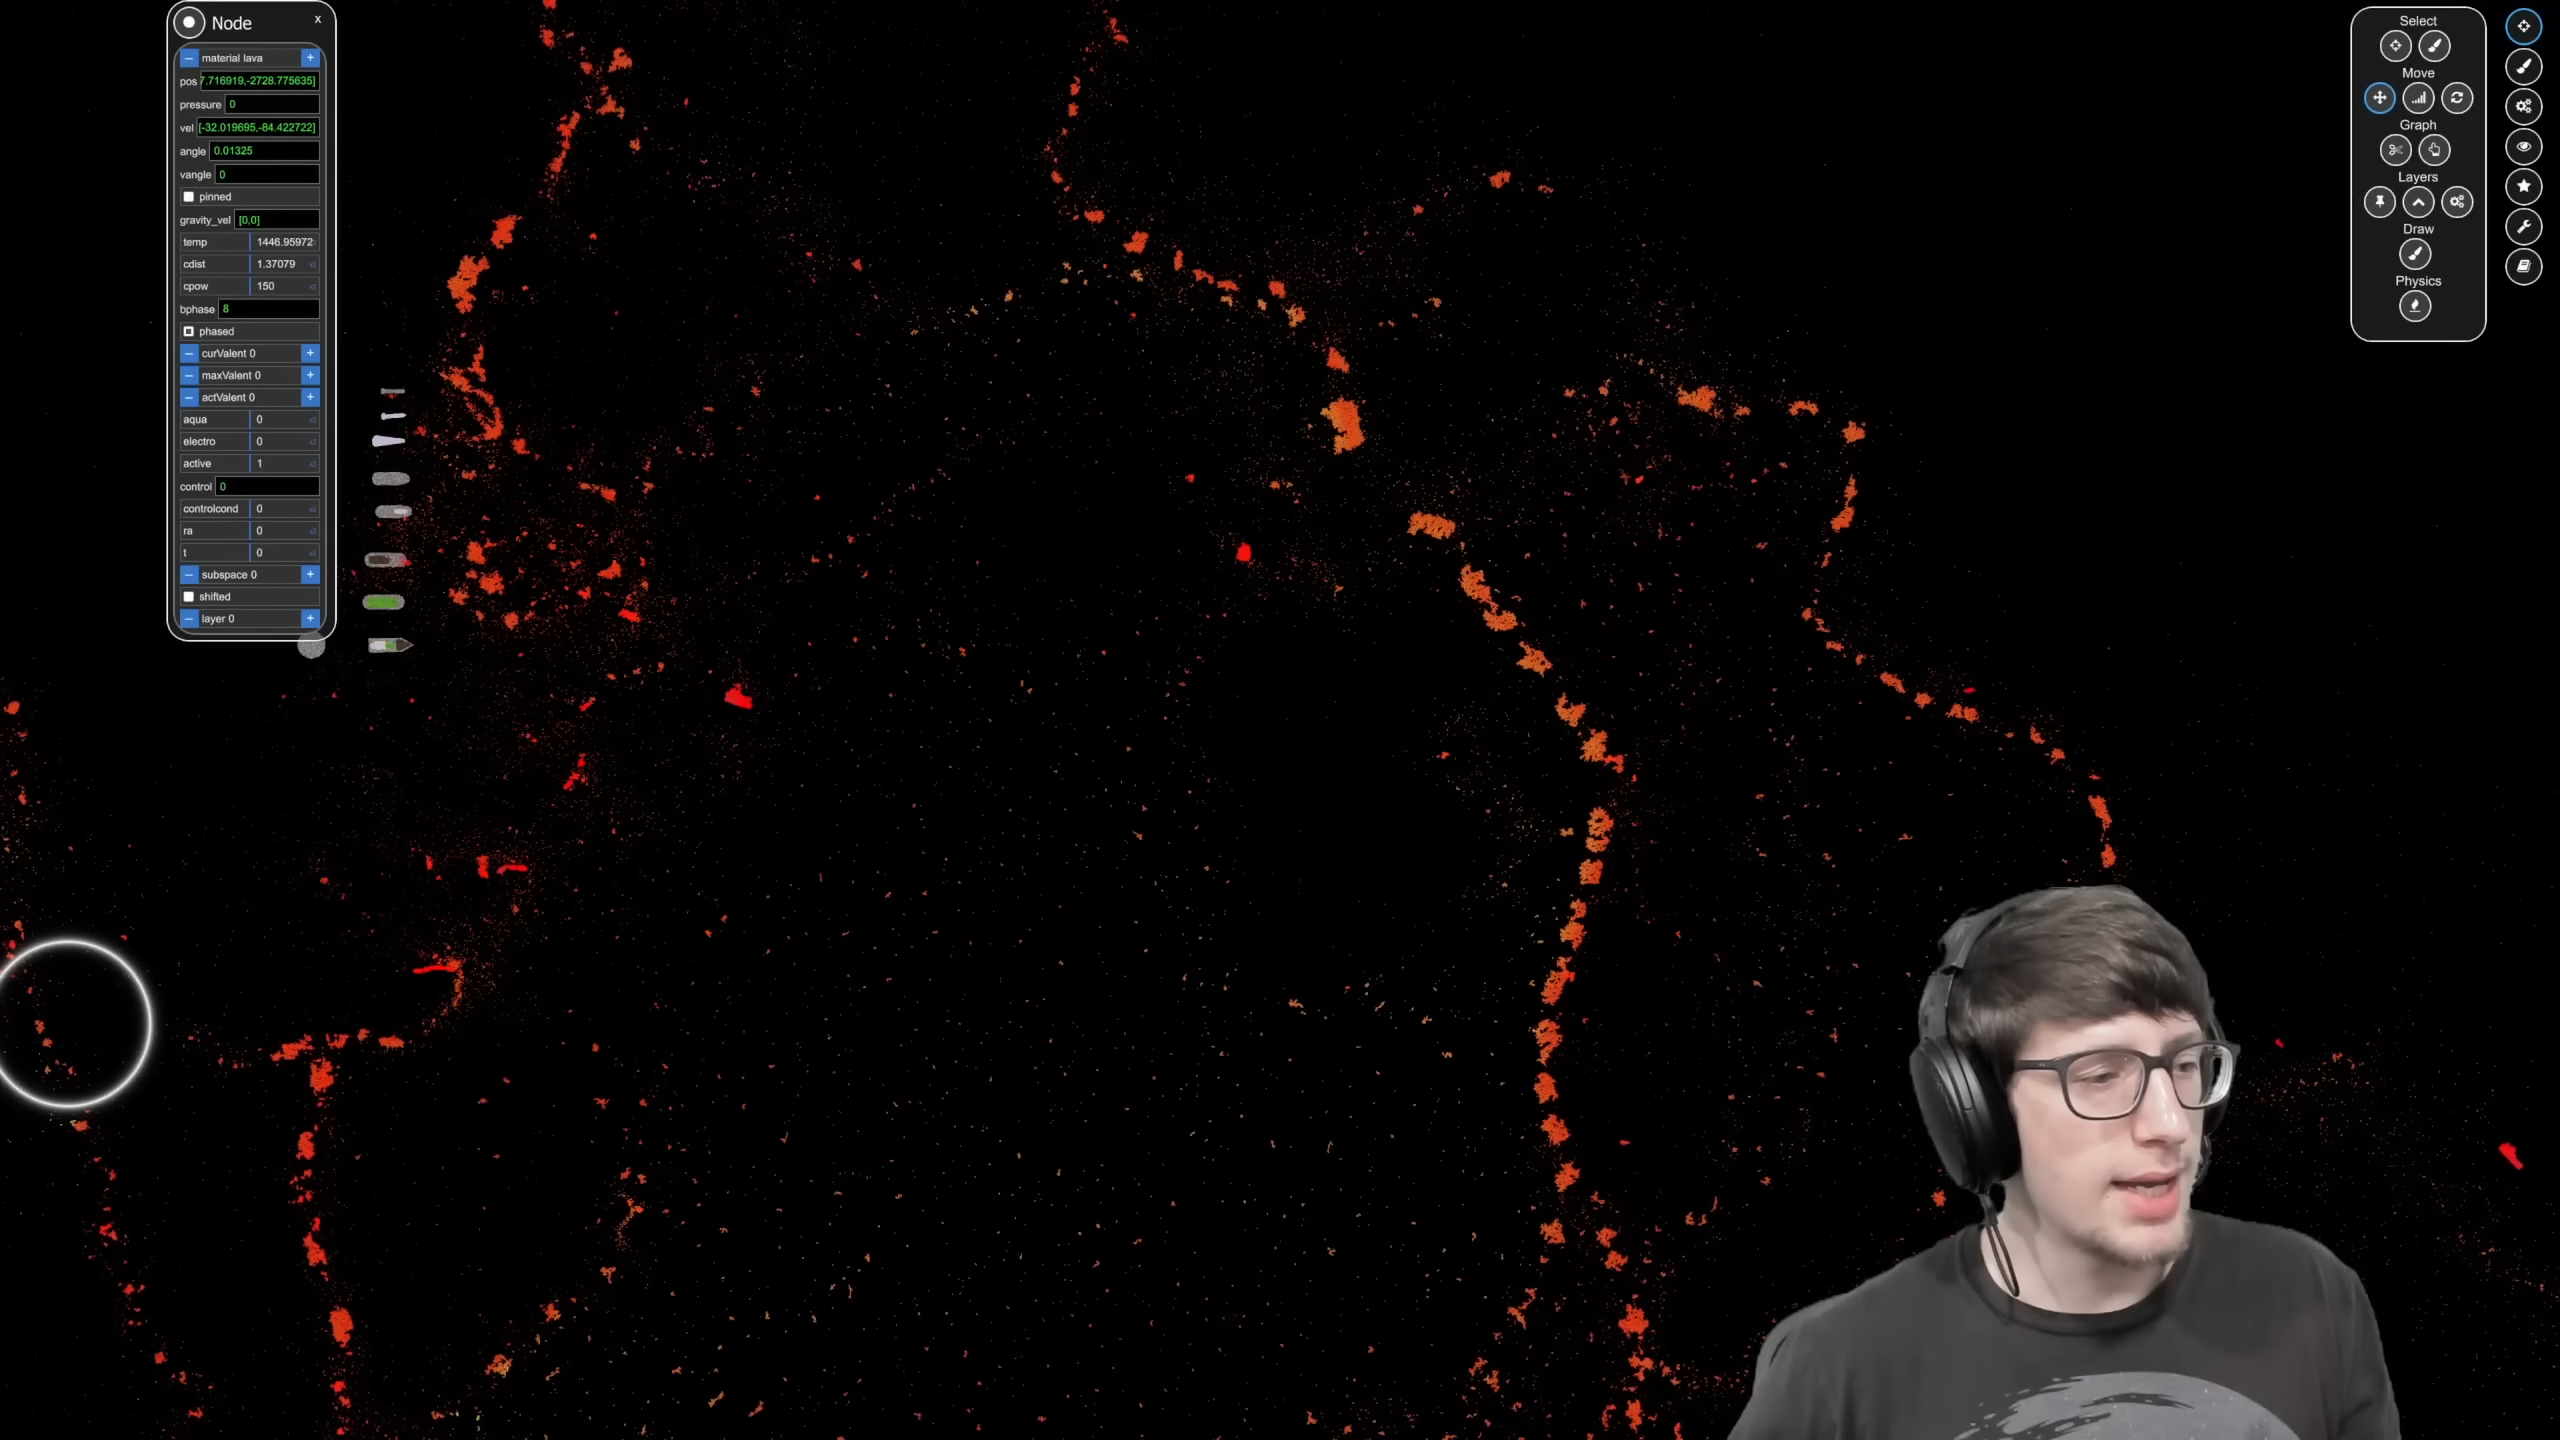 Node
x
– material lava +
pos 7.716919,-2728.775635]
pressure 0
vel [-32.019695,-84.422722]
angle 0.01325
vangle 0
pinned
gravity_vel [0,0]
temp 1446.95972
cdist 1.37079
cpow 150
bphase 8
phased
– curValent 0 +
– maxValent 0 +
– actValent 0 +
aqua 0
electro 0
active 1
control 0
controlcond 0
ra 0
t 0
– subspace 0 +
shifted
– layer 0 +
Select
Move
Graph
Layers
Draw
Physics